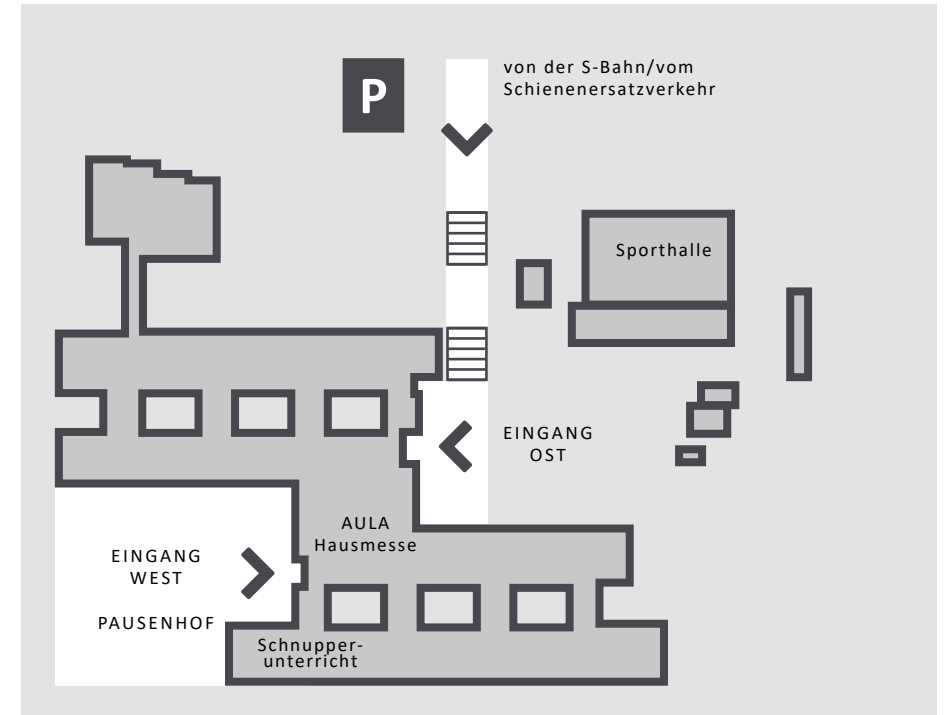 P
von der S-Bahn/vom
Schienenersatzverkehr
Sporthalle
EINGANG
OST
AULA
Hausmesse
EINGANG
WEST
PAUSENHOF
Schnupper-
unterricht